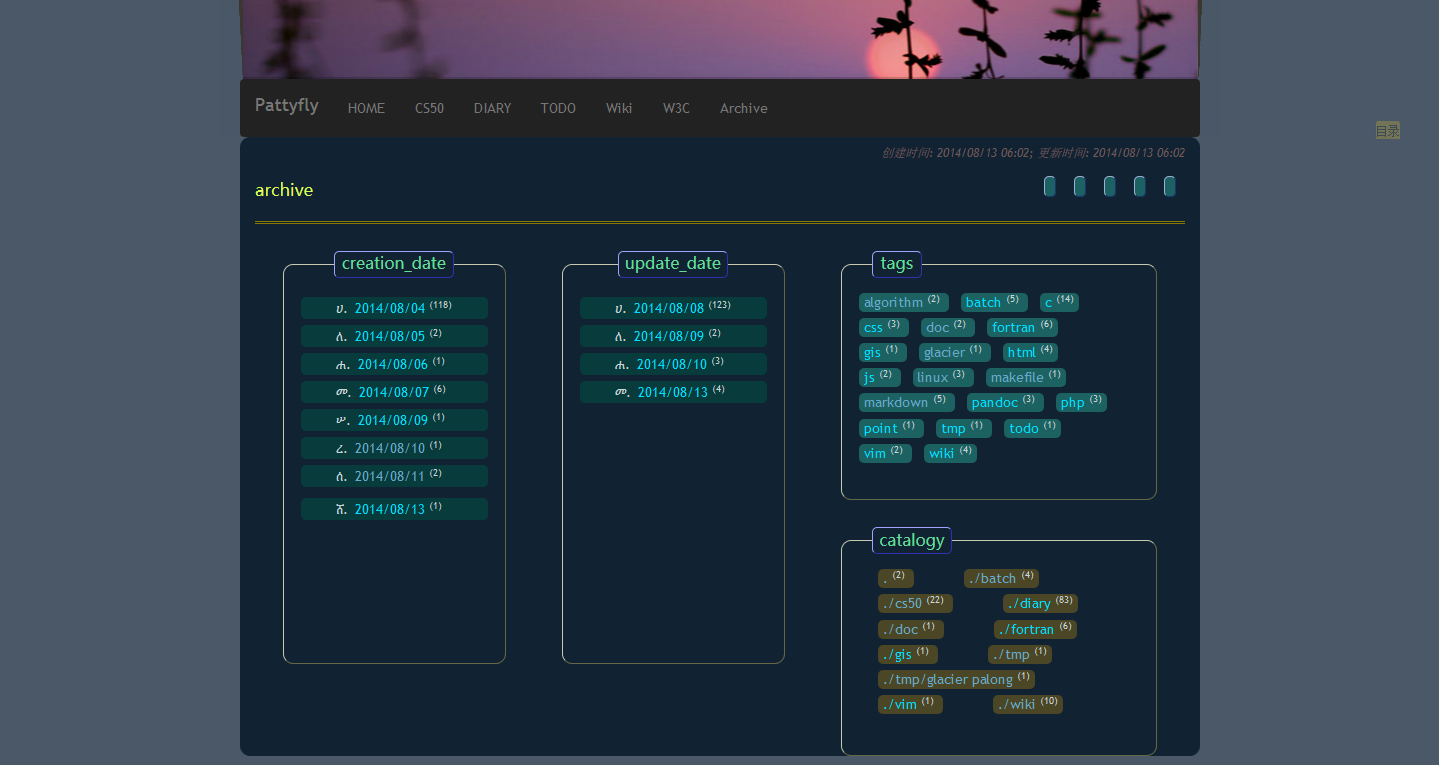 Pattyfly HOME CS50 DIARY TODO Wiki W3C Archive
目录
创建时间: 2014/08/13 06:02; 更新时间: 2014/08/13 06:02
archive
creation_date
ሀ. 2014/08/04 (118)
ለ. 2014/08/05 (2)
ሐ. 2014/08/06 (1)
መ. 2014/08/07 (6)
ሠ. 2014/08/09 (1)
ረ. 2014/08/10 (1)
ሰ. 2014/08/11 (2)
ሸ. 2014/08/13 (1)
update_date
ሀ. 2014/08/08 (123)
ለ. 2014/08/09 (2)
ሐ. 2014/08/10 (3)
መ. 2014/08/13 (4)
tags
algorithm (2) batch (5) c (14)
css (3) doc (2) fortran (6)
gis (1) glacier (1) html (4)
js (2) linux (3) makefile (1)
markdown (5) pandoc (3) php (3)
point (1) tmp (1) todo (1)
vim (2) wiki (4)
catalogy
. (2) ./batch (4)
./cs50 (22) ./diary (83)
./doc (1) ./fortran (6)
./gis (1) ./tmp (1)
./tmp/glacier palong (1)
./vim (1) ./wiki (10)